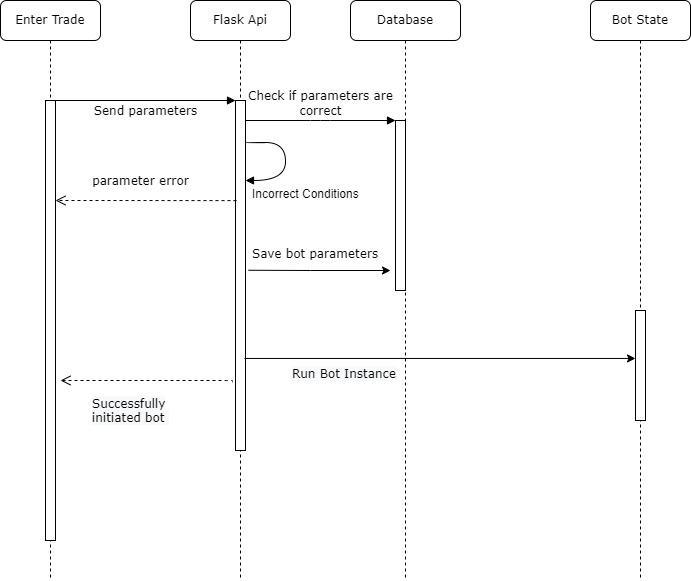 Enter Trade
Flask Api
Database
Bot State
Check if parameters are
correct
Send parameters
parameter error
Incorrect Conditions
Save bot parameters
Run Bot Instance
Successfully
initiated bot